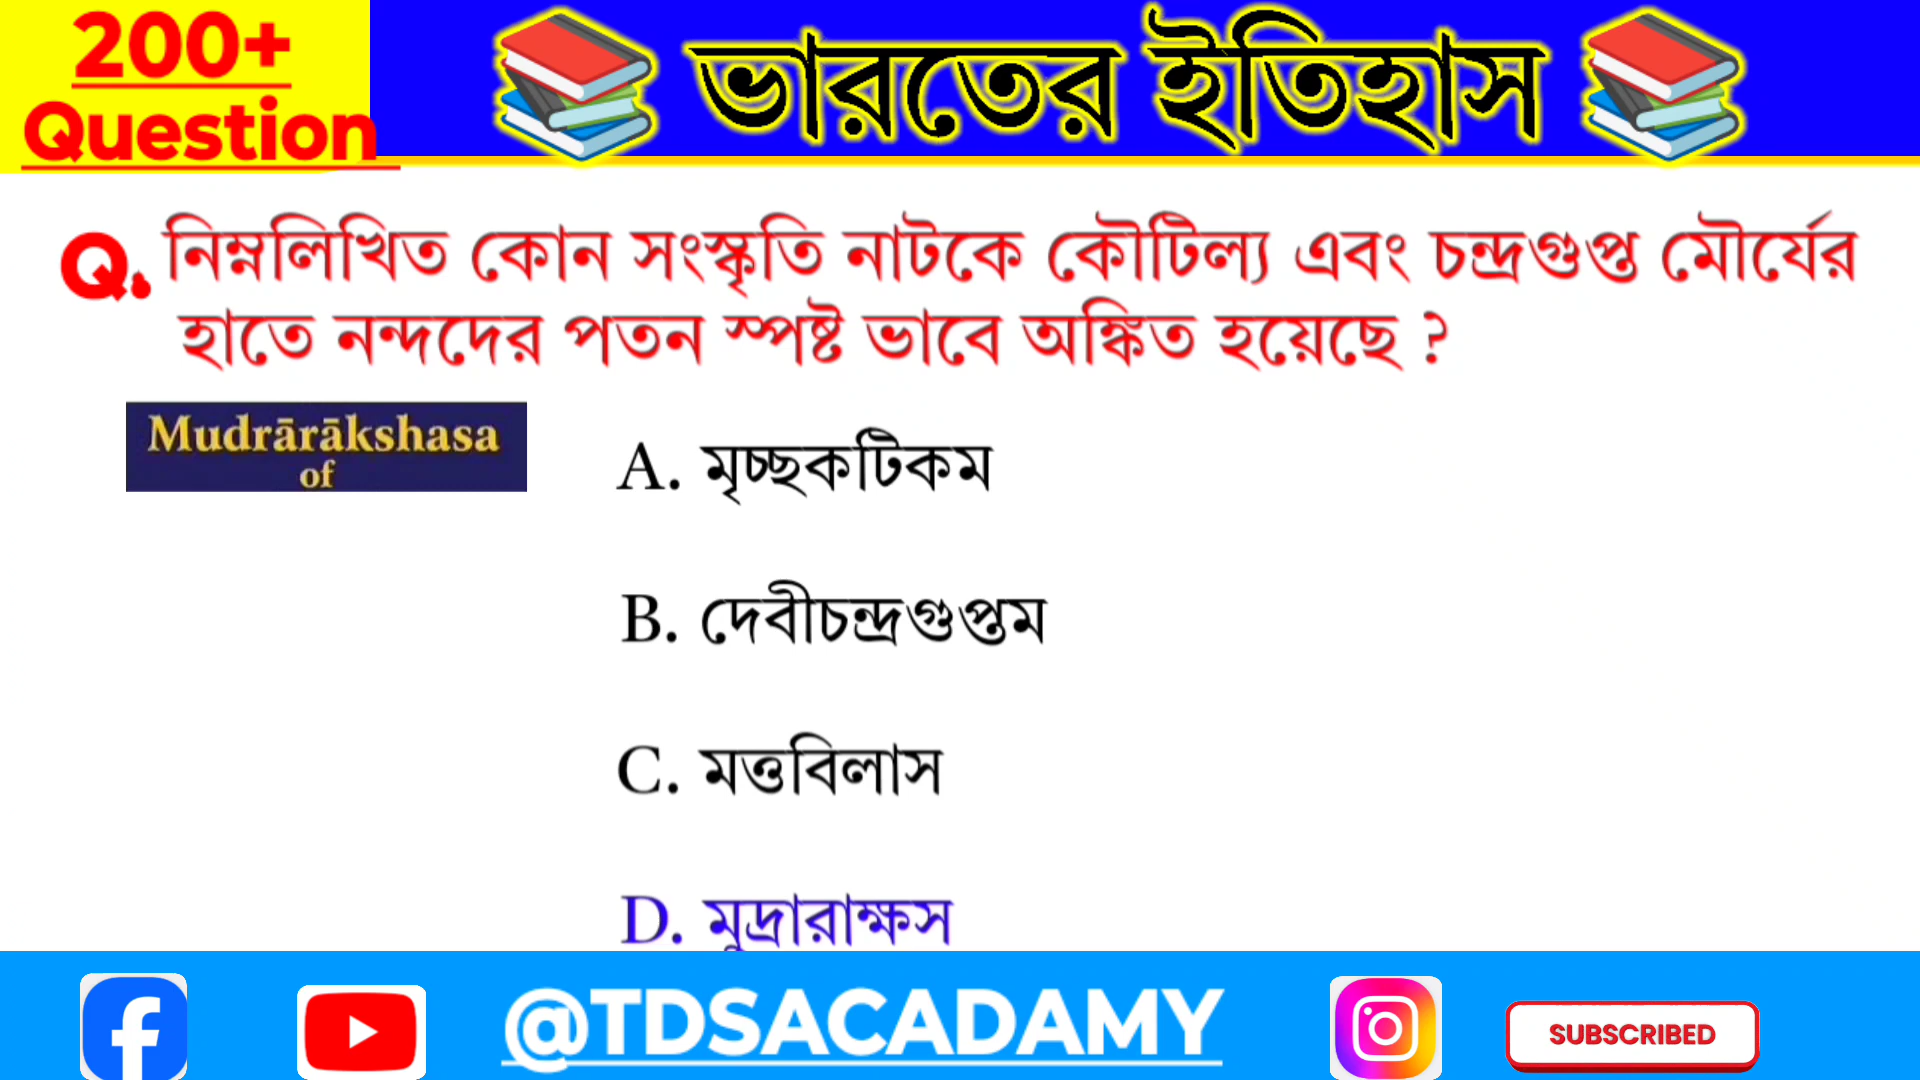 200+
Question
ভারতের ইতিহাস
Q. নিম্নলিখিত কোন সংস্কৃতি নাটকে কৌটিল্য এবং চন্দ্রগুপ্ত মৌর্যের
হাতে নন্দদের পতন স্পষ্ট ভাবে অঙ্কিত হয়েছে ?
Mudrārākshasa
of
A. মৃচ্ছকটিকম
B. দেবীচন্দ্রগুপ্তম
C. মত্তবিলাস
D. মুদ্রারাক্ষস
@TDSACADAMY
SUBSCRIBED